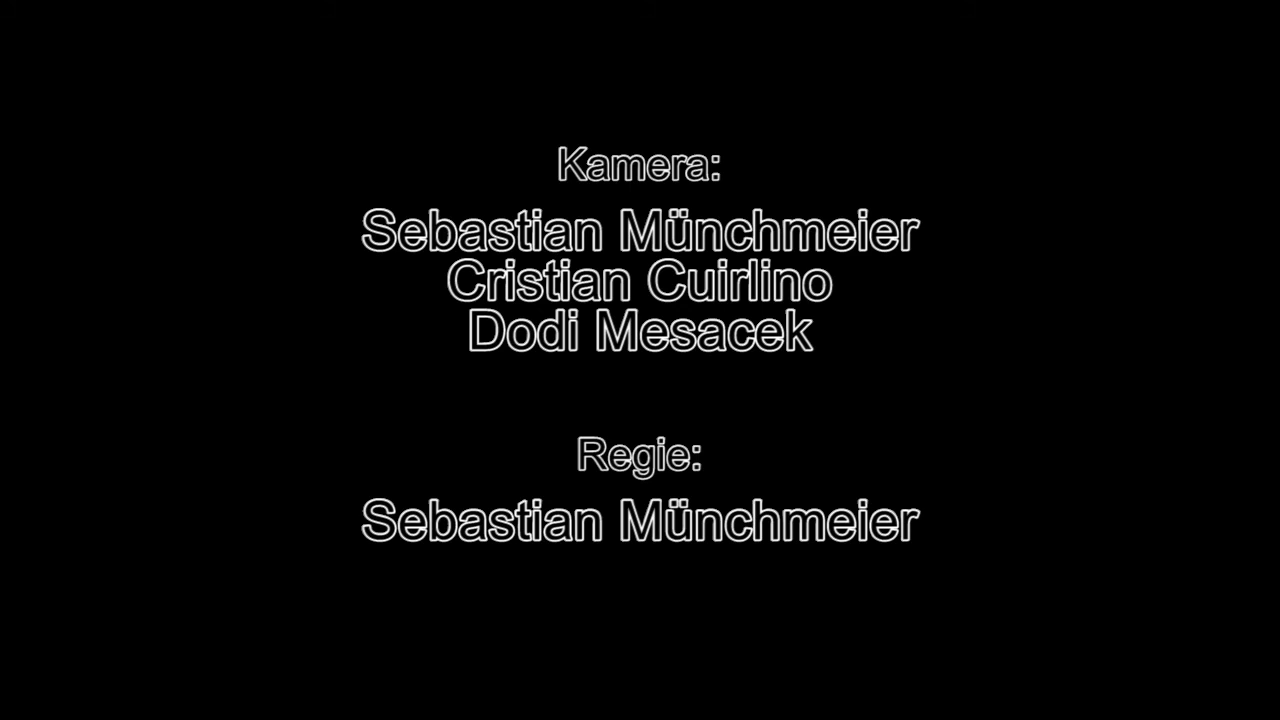 Kamera:
Sebastian Münchmeier
Cristian Cuirlino
Dodi Mesacek
Regie:
Sebastian Münchmeier